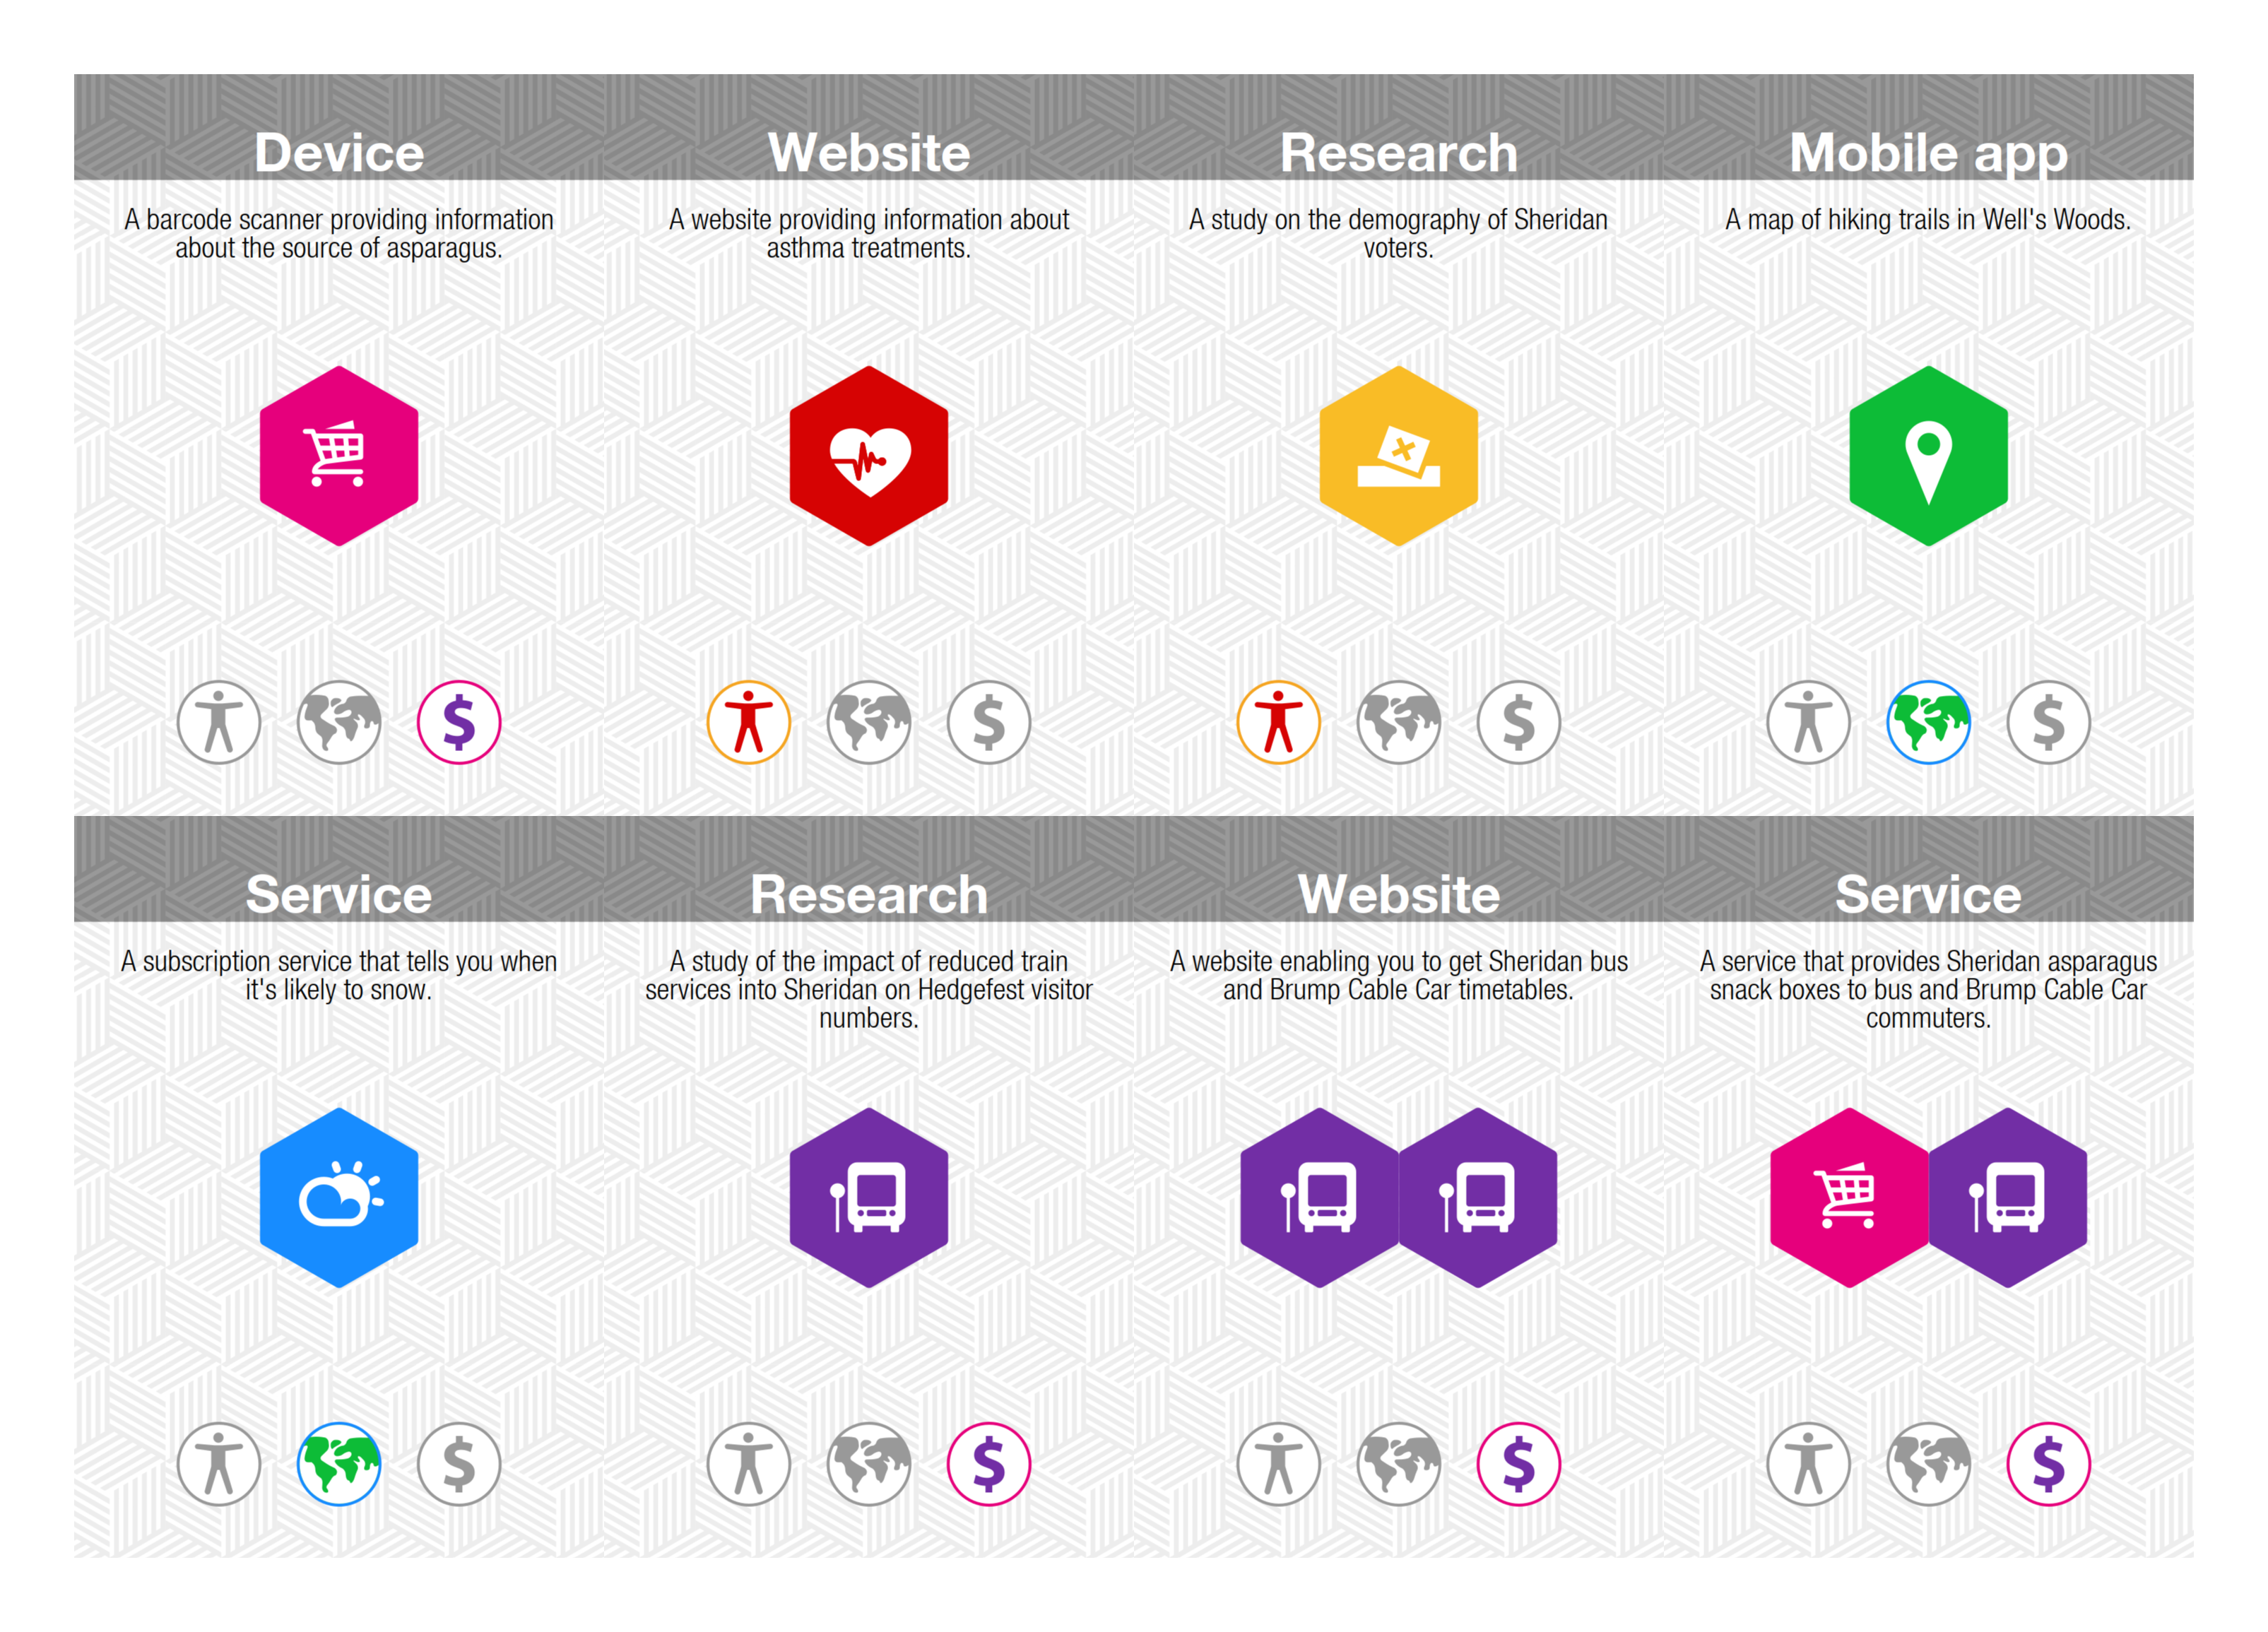 Device
A barcode scanner providing information
about the source of asparagus.
Website
A website providing information about
asthma treatments.
Research
A study on the demography of Sheridan
voters.
Mobile app
A map of hiking trails in Well's Woods.
Service
A subscription service that tells you when
it's likely to snow.
Research
A study of the impact of reduced train
services into Sheridan on Hedgefest visitor
numbers.
Website
A website enabling you to get Sheridan bus
and Brump Cable Car timetables.
Service
A service that provides Sheridan asparagus
snack boxes to bus and Brump Cable Car
commuters.